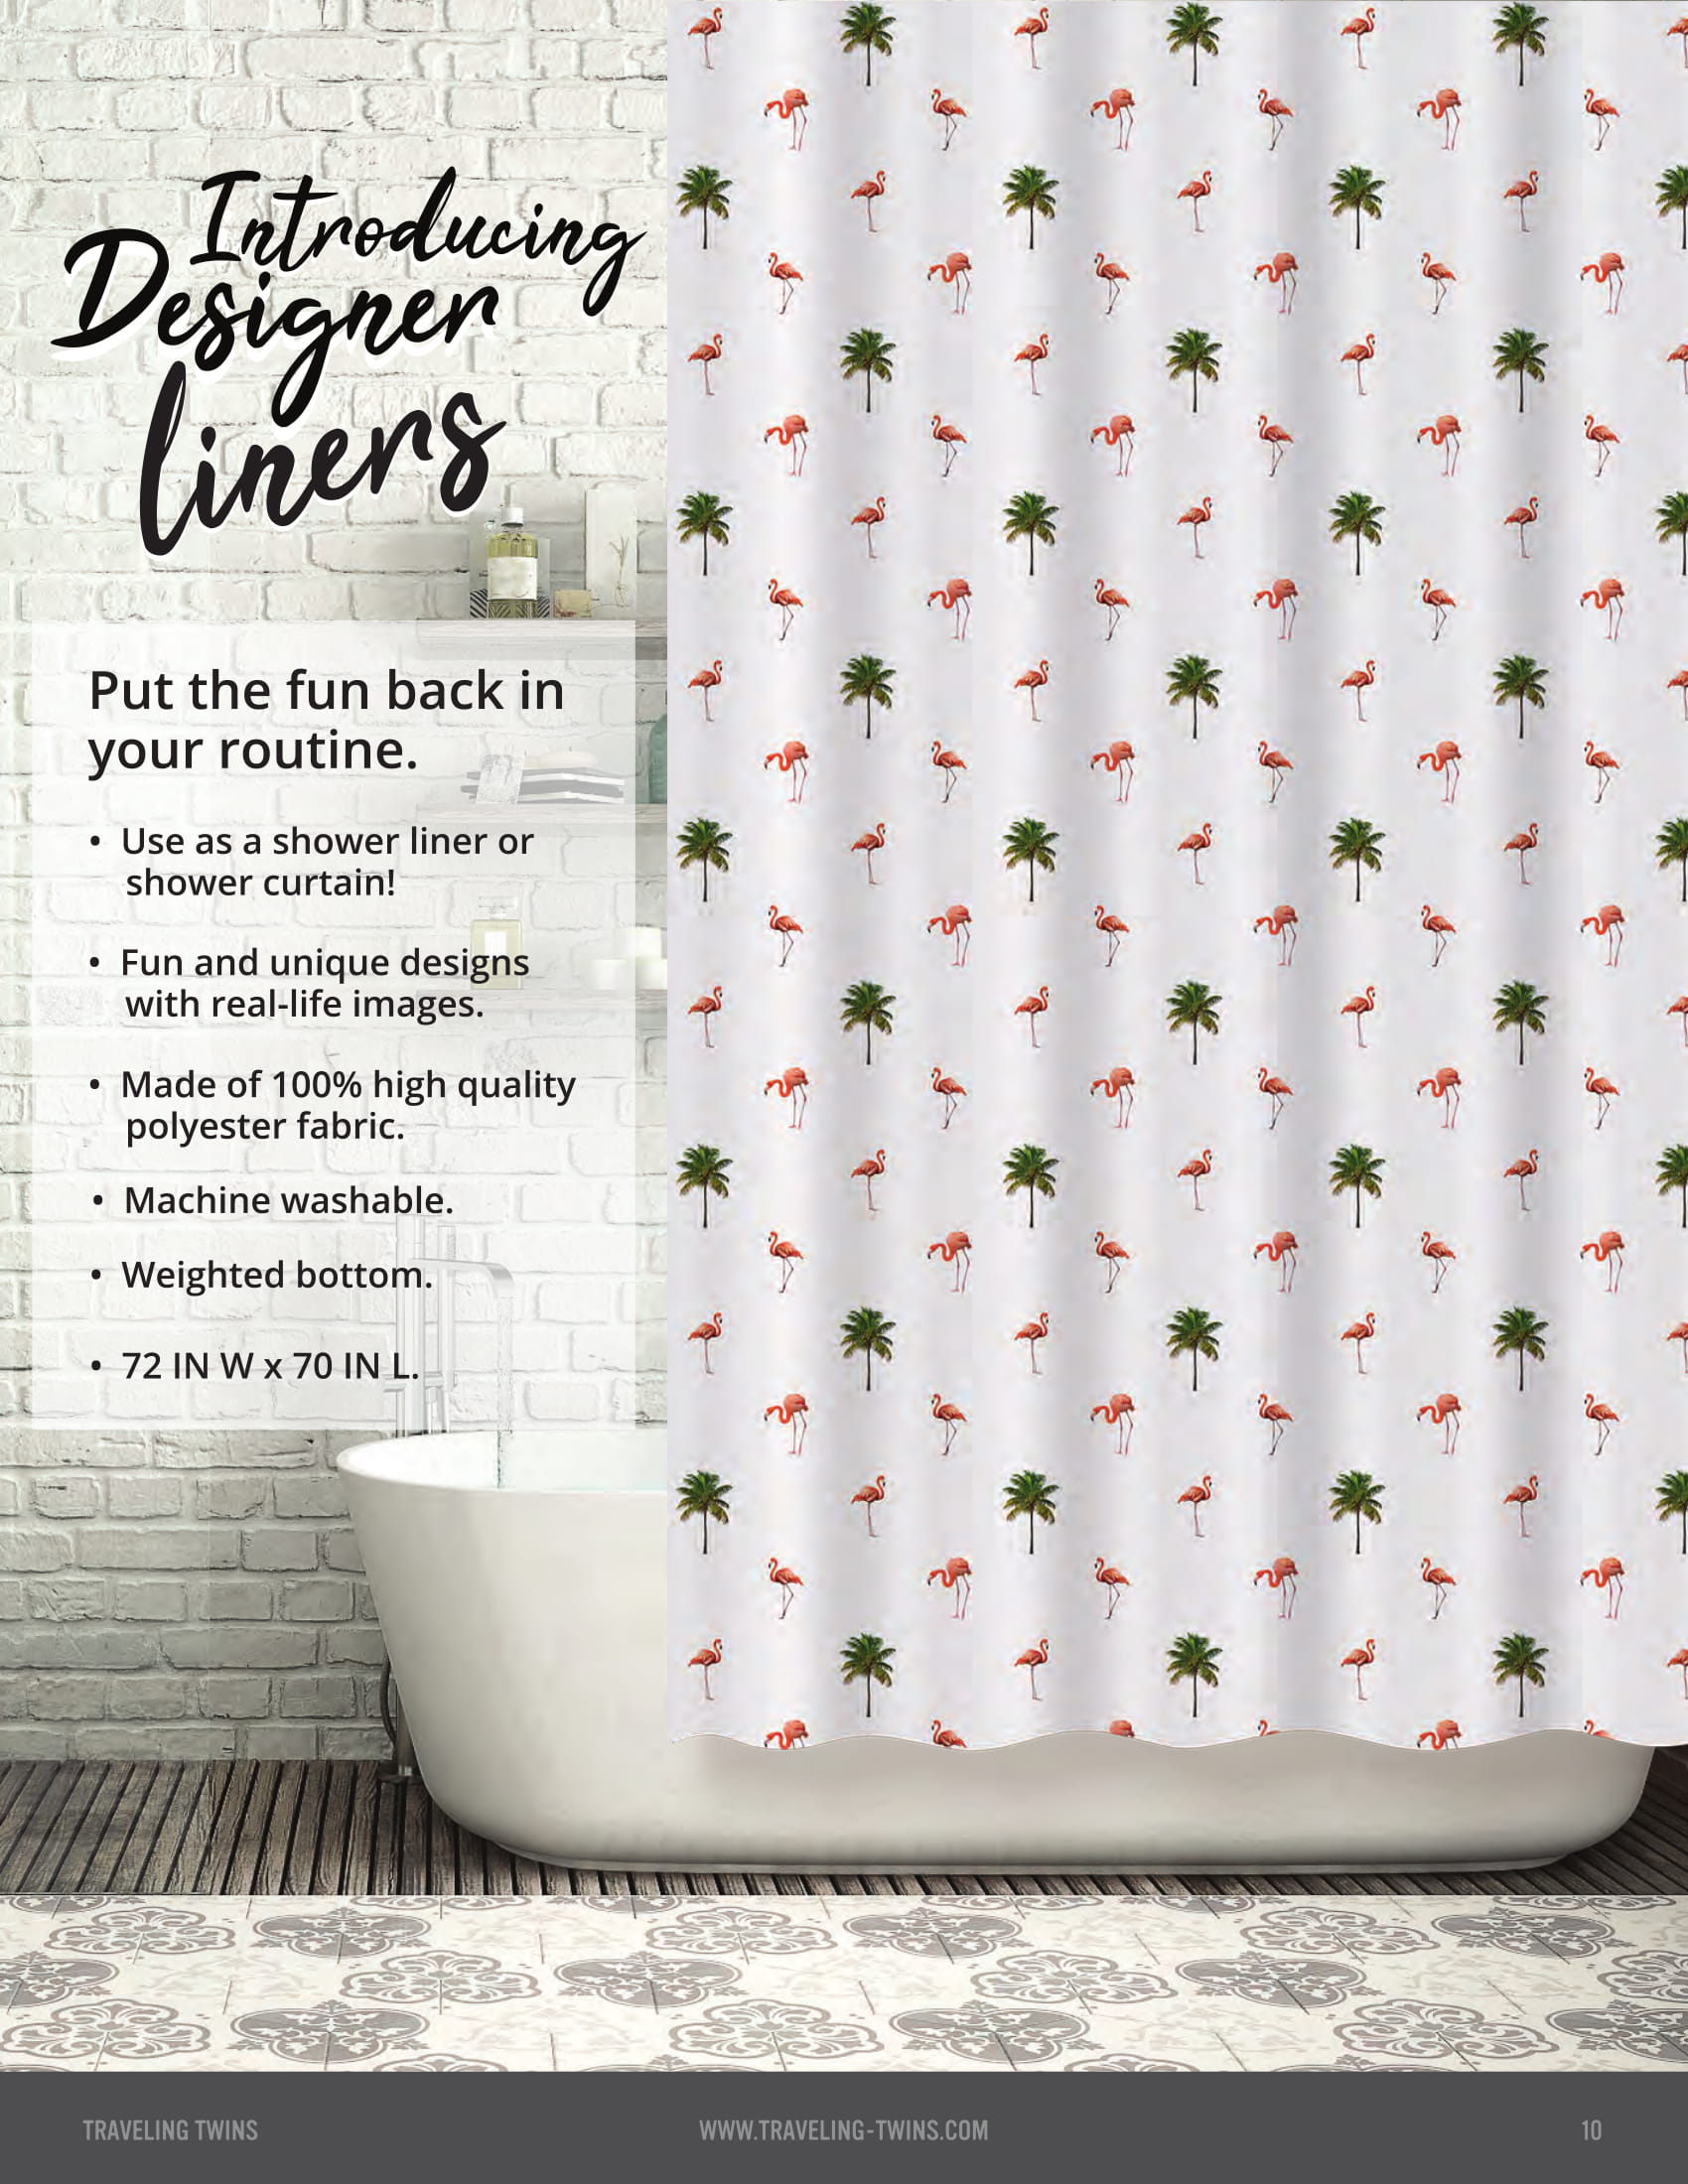 Introducing
Designer
liners
Put the fun back in
your routine.
• Use as a shower liner or
shower curtain!
• Fun and unique designs
with real-life images.
• Made of 100% high quality
polyester fabric.
• Machine washable.
• Weighted bottom.
• 72 IN W x 70 IN L.
TRAVELING TWINS
WWW.TRAVELING-TWINS.COM
10